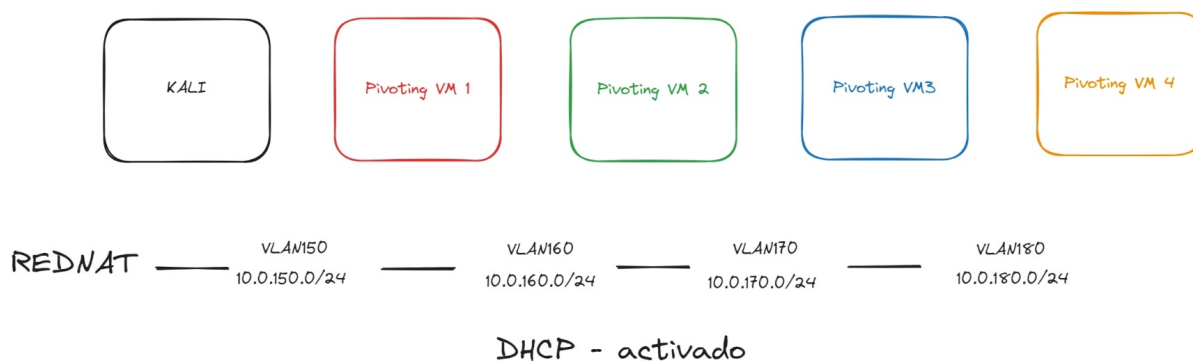 KALI
Pivoting VM 1
Pivoting VM 2
Pivoting VM3
Pivoting VM 4
REDNAT
VLAN150
10.0.150.0/24
VLAN160
10.0.160.0/24
VLAN170
10.0.170.0/24
VLAN180
10.0.180.0/24
DHCP - activado